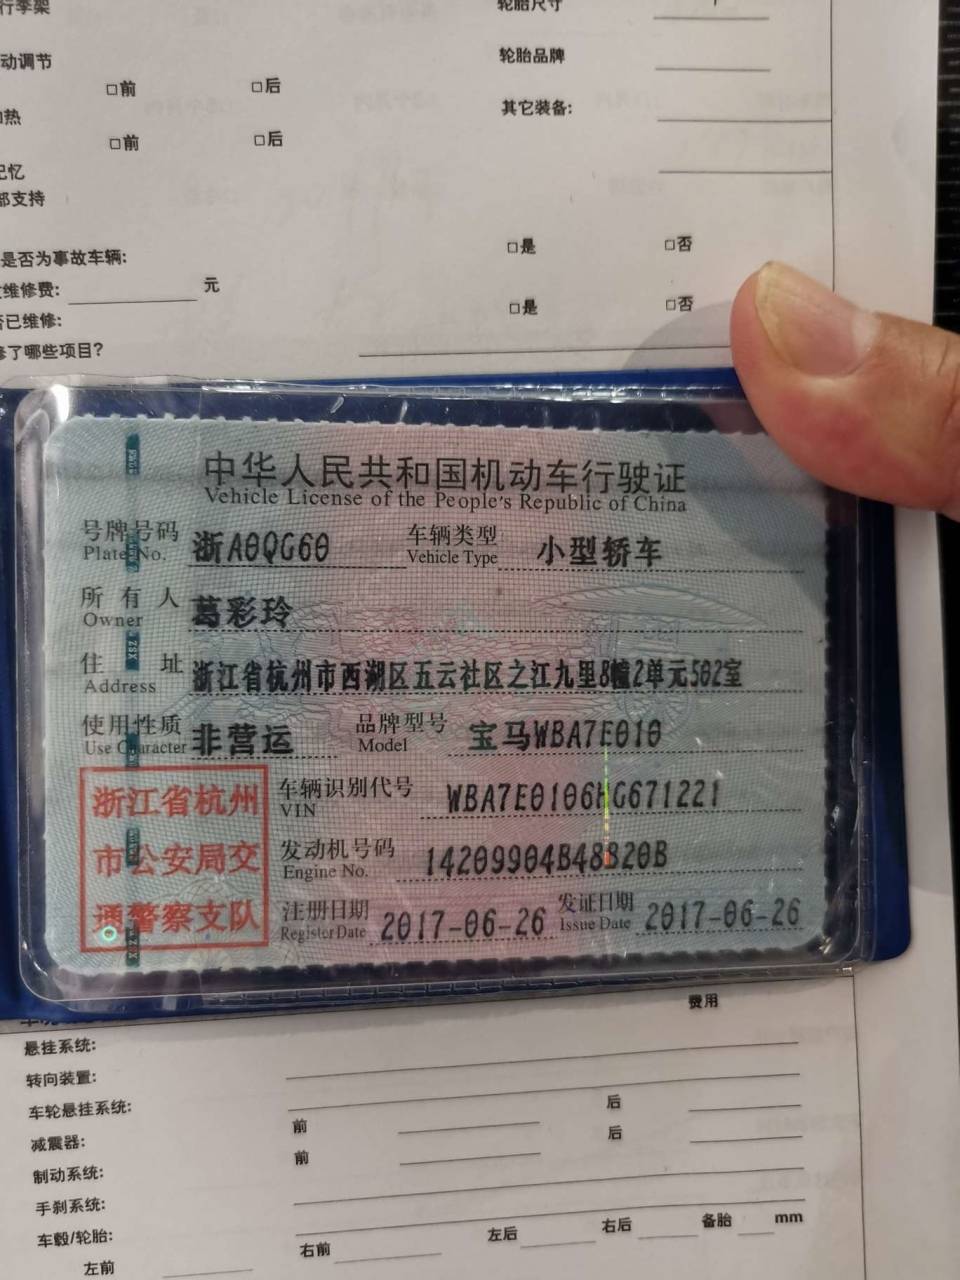 行李架
轮胎尺寸
动调节
轮胎品牌
□前 □后
热
其它装备:
□前 □后
记忆
部支持
是否为事故车辆: □是 □否
维修费: 元
否已维修: □是 □否
修了哪些项目?
中华人民共和国机动车行驶证
Vehicle License of the People's Republic of China
号牌号码 浙A0QG60 车辆类型 小型轿车
Plate No. Vehicle Type
所有人 葛彩玲
Owner
住址 浙江省杭州市西湖区五云社区之江九里8幢2单元502室
Address
使用性质 非营运 品牌型号 宝马WBA7E010
Use Character Model
浙江省杭州
市公安局交
通警察支队
车辆识别代号 WBA7E0106HG671221
VIN
发动机号码 14209904B48B20B
Engine No.
注册日期 2017-06-26 发证日期 2017-06-26
Register Date Issue Date
费用
悬挂系统:
转向装置:
车轮悬挂系统: 前 后
减震器: 前 后
制动系统:
手刹系统:
车毂/轮胎: 左后 右后 备胎 mm
左前 右前